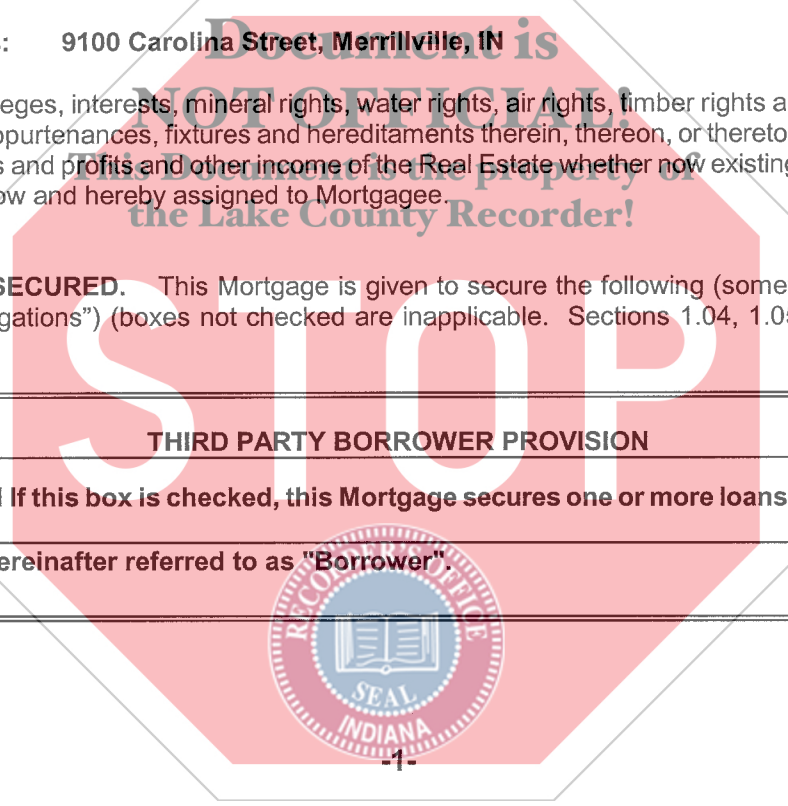 s: 9100 Carolina Street, Merrillville, IN
Document is
eges, interests, mineral rights, water rights, air rights, timber rights a
NOT OFFICIAL!
ppurtenances, fixtures and hereditaments therein, thereon, or thereto
s and profits and other income of the Real Estate whether now existing
This Document is the property of
ow and hereby assigned to Mortgagee.
the Lake County Recorder!
SECURED. This Mortgage is given to secure the following (some
gations") (boxes not checked are inapplicable. Sections 1.04, 1.05
STOP
THIRD PARTY BORROWER PROVISION
If this box is checked, this Mortgage secures one or more loans
ereinafter referred to as "Borrower".
RECORDER'S OFFICE
SEAL
INDIANA
-1-